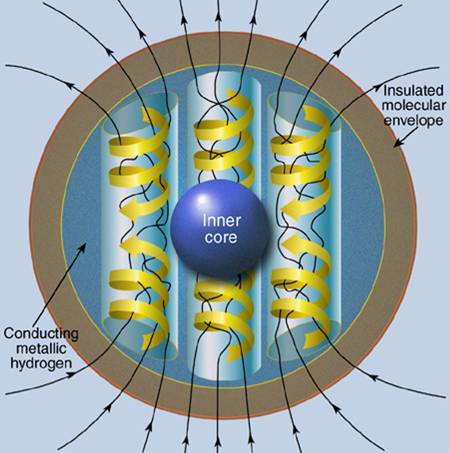 Insulated
molecular
envelope
Inner
core
Conducting
metallic
hydrogen